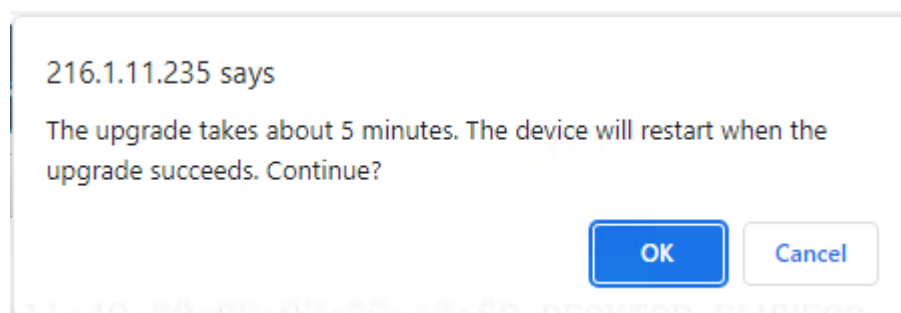 216.1.11.235 says
The upgrade takes about 5 minutes. The device will restart when the
upgrade succeeds. Continue?
OK
Cancel